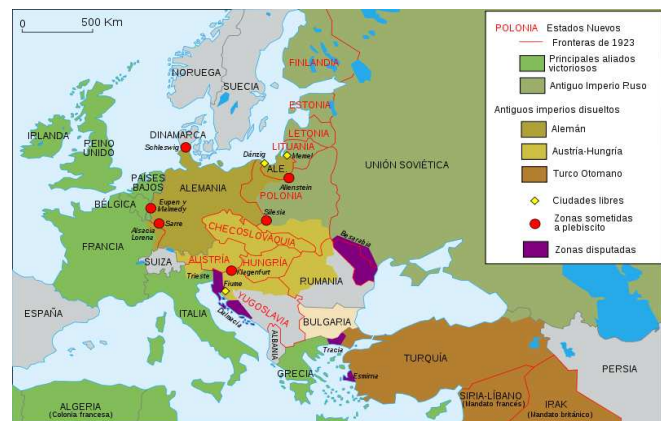 0 500 Km
NORUEGA
SUECIA
FINLANDIA
ESTONIA
LETONIA
LITUANIA
IRLANDA
REINO
UNIDO
DINAMARCA
Schleswig
Dánzig
Memel
ALE.
Allenstein
UNIÓN SOVIÉTICA
PAÍSES
BAJOS
BÉLGICA
ALEMANIA
POLONIA
Eupen y
Malmedy
Sarre
Silesia
Alsacia
Lorena
FRANCIA
CHECOSLOVAQUIA
Besarabia
SUIZA
AUSTRIA
HUNGRÍA
Klagenfurt
Trieste
Fiume
RUMANIA
YUGOSLAVIA
Dalmacia
ESPAÑA
ITALIA
BULGARIA
ALBANIA
Tracia
GRECIA
Esmirna
TURQUÍA
PERSIA
ALGERIA
(Colonia francesa)
SIRIA-LÍBANO
(Mandato francés)
IRAK
(Mandato británico)
POLONIA Estados Nuevos
Fronteras de 1923
Principales aliados
victoriosos
Antiguo Imperio Ruso
Antiguos imperios disueltos
Alemán
Austria-Hungría
Turco Otomano
Ciudades libres
Zonas sometidas
a plebiscito
Zonas disputadas